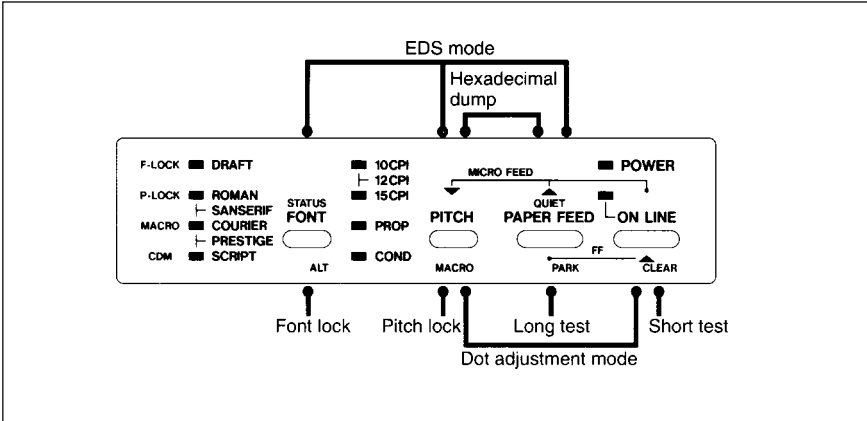 EDS mode
Hexadecimal
dump
F-LOCK DRAFT
P-LOCK ROMAN
SANSERIF
MACRO COURIER
PRESTIGE
CDM SCRIPT
STATUS
FONT
ALT
10CPI
12CPI
15CPI
PROP
COND
MICRO FEED
PITCH
MACRO
QUIET
PAPER FEED
PARK
FF
POWER
ON LINE
CLEAR
Font lock Pitch lock Long test Short test
Dot adjustment mode